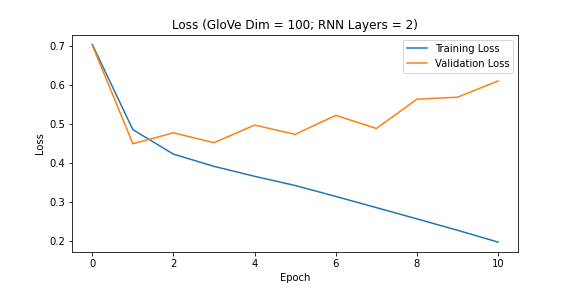 Loss (GloVe Dim = 100; RNN Layers = 2)
Training Loss
Validation Loss
0.7
0.6
0.5
0.4
0.3
0.2
Loss
0 2 4 6 8 10
Epoch